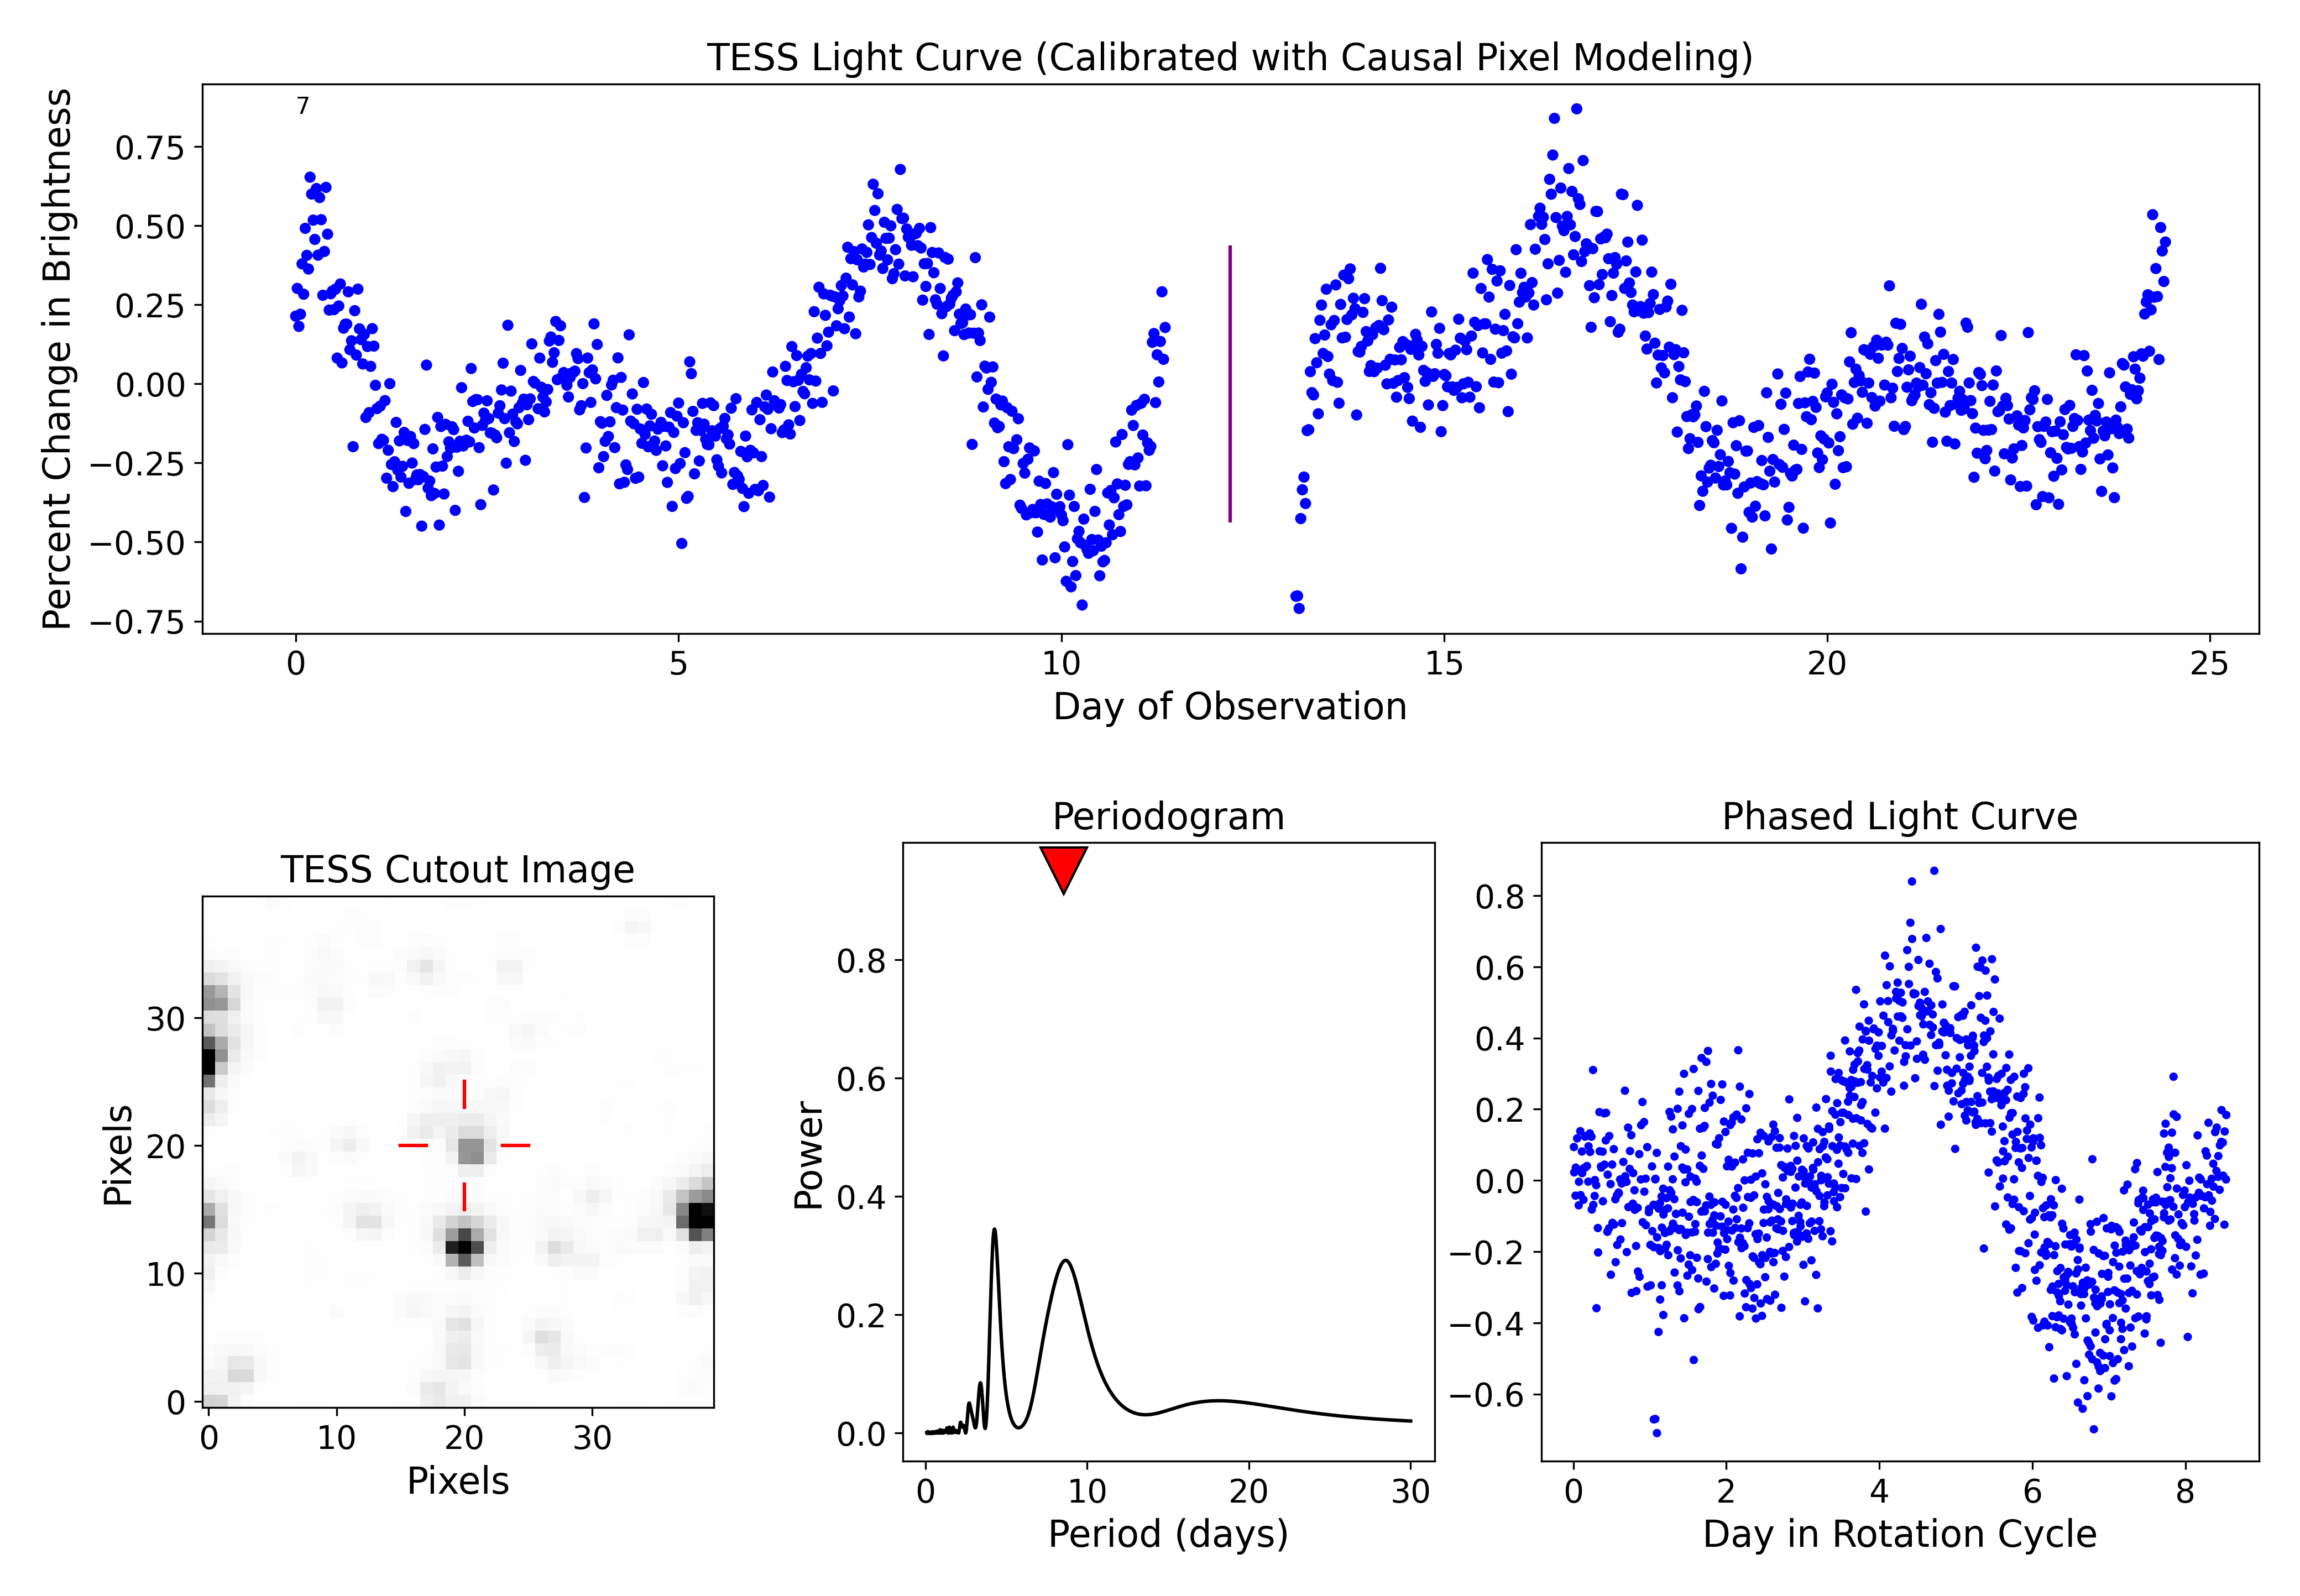 TESS Light Curve (Calibrated with Causal Pixel Modeling)
7
Percent Change in Brightness
0.75
0.50
0.25
0.00
−0.25
−0.50
−0.75
0 5 10 15 20 25
Day of Observation
TESS Cutout Image
Pixels
30
20
10
0
0 10 20 30
Pixels
Periodogram
Power
0.8
0.6
0.4
0.2
0.0
0 10 20 30
Period (days)
Phased Light Curve
0.8
0.6
0.4
0.2
0.0
−0.2
−0.4
−0.6
0 2 4 6 8
Day in Rotation Cycle